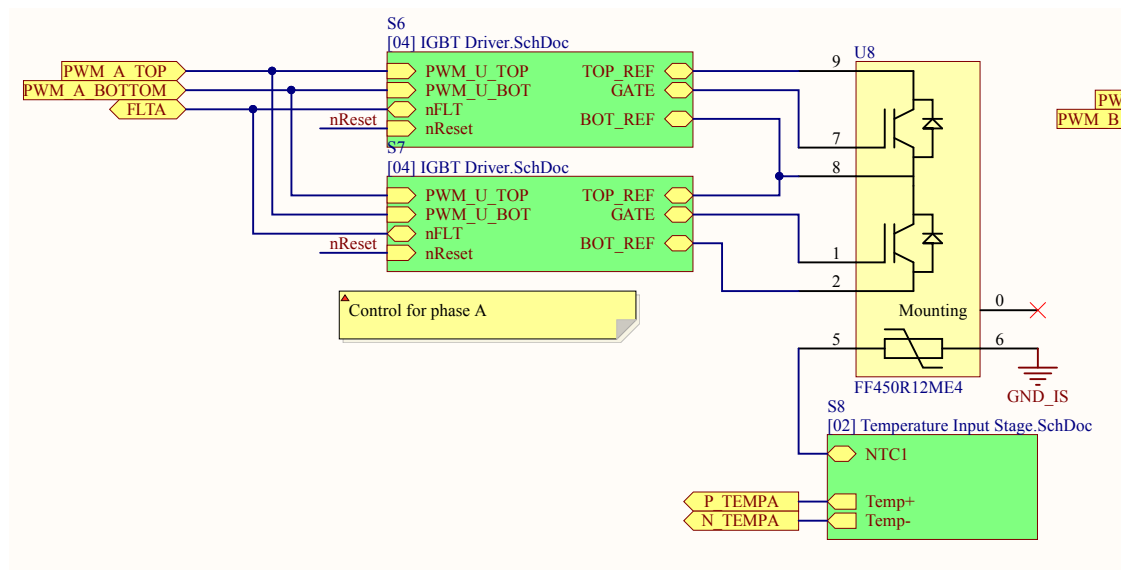 S6
[04] IGBT Driver.SchDoc
PWM_A_TOP
PWM_A_BOTTOM
FLTA
nReset
PWM_U_TOP
PWM_U_BOT
nFLT
nReset
TOP_REF
GATE
BOT_REF
S7
[04] IGBT Driver.SchDoc
nReset
PWM_U_TOP
PWM_U_BOT
nFLT
nReset
TOP_REF
GATE
BOT_REF
Control for phase A
U8
9
7
8
1
2
Mounting
0
5
6
FF450R12ME4
GND_IS
S8
[02] Temperature Input Stage.SchDoc
NTC1
P_TEMPA
N_TEMPA
Temp+
Temp-
PW
PWM B